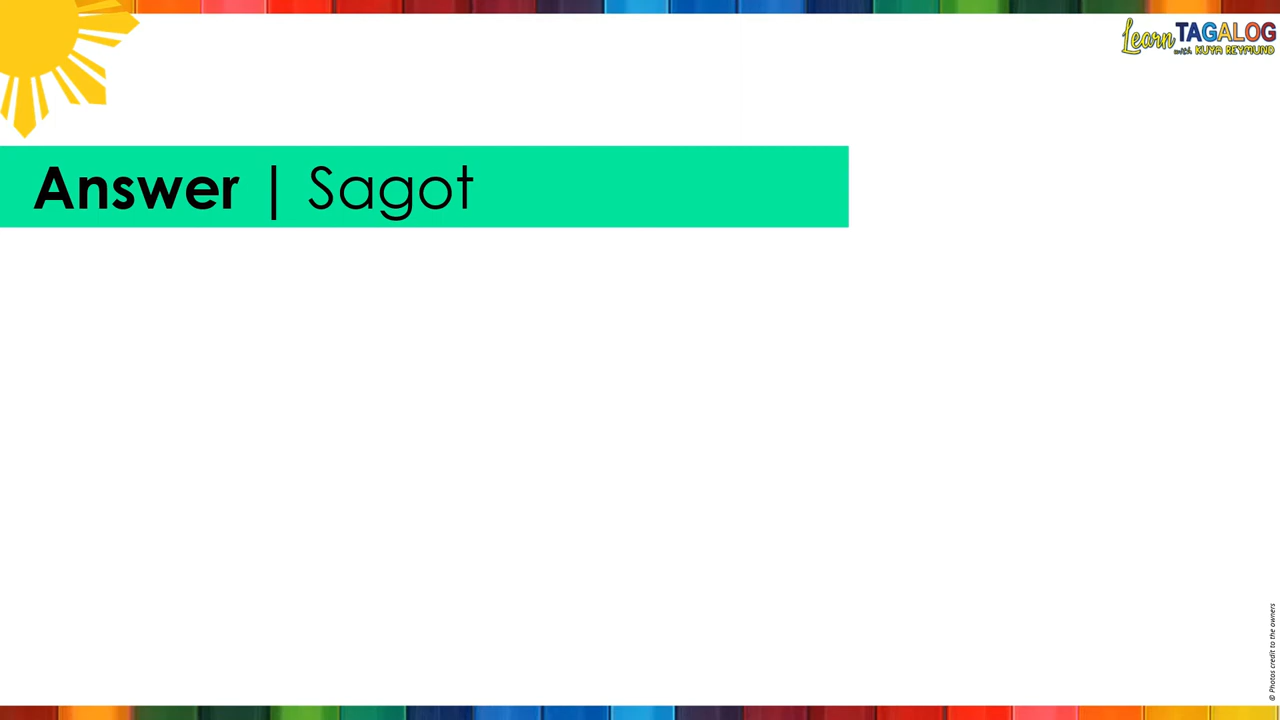 Learn TAGALOG
with KUYA REYMUND
Answer | Sagot
© Photos credit to the owners